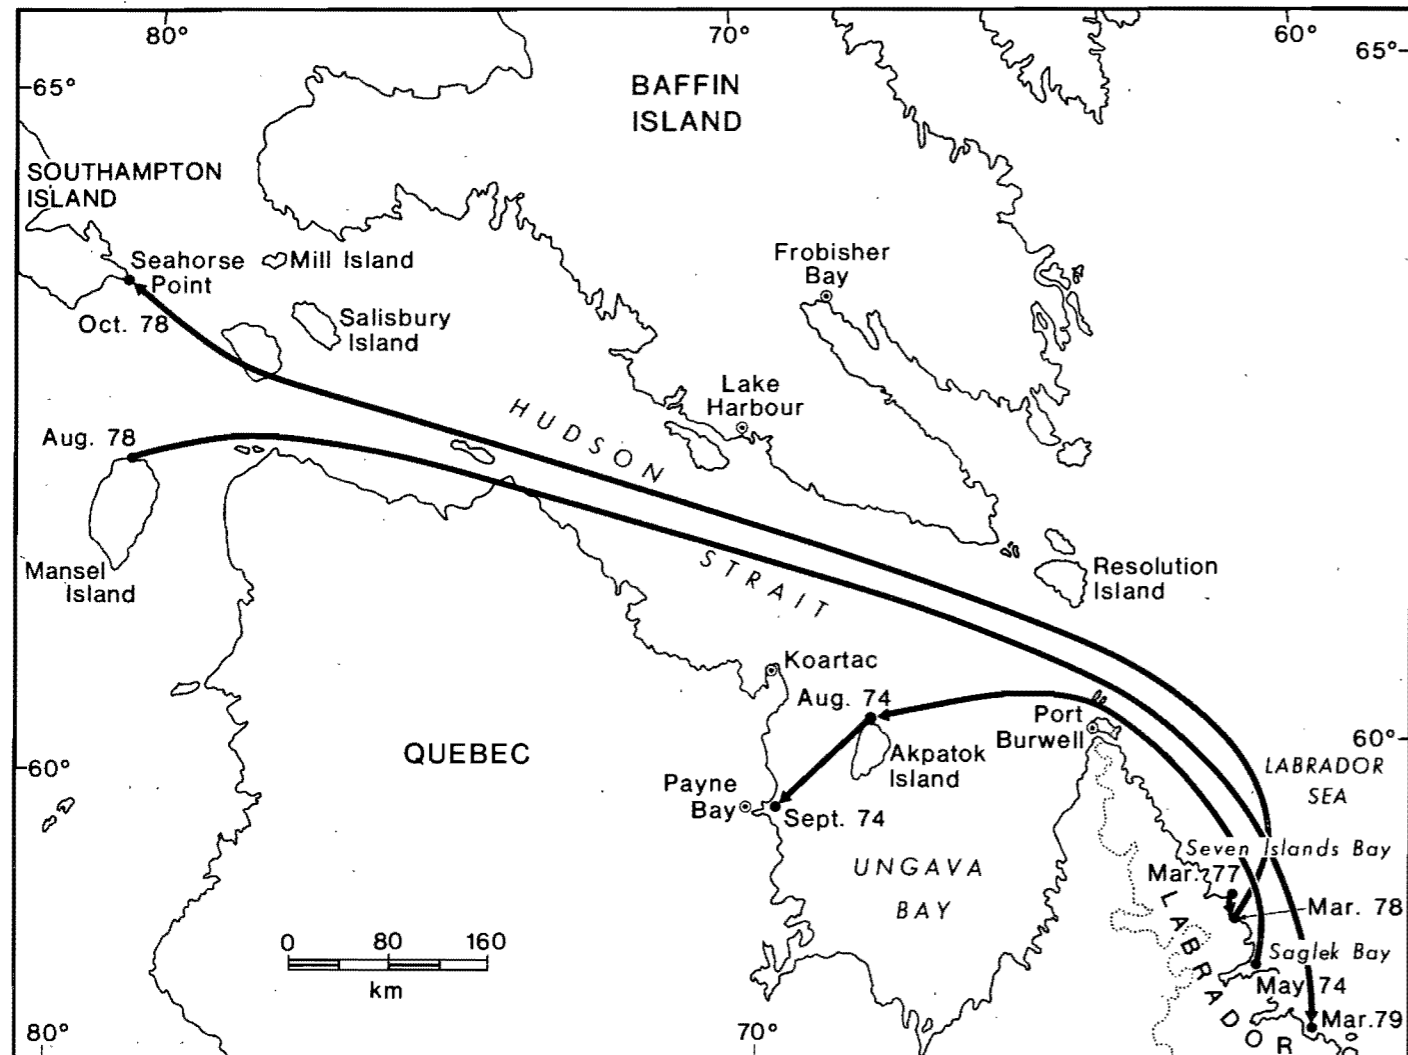 80°
70°
60°
65°
65°
BAFFIN
ISLAND
SOUTHAMPTON
ISLAND
Seahorse
Point
Mill Island
Oct. 78
Salisbury
Island
Frobisher
Bay
Lake
Harbour
Aug. 78
HUDSON
STRAIT
Mansel
Island
Resolution
Island
Koartac
Aug. 74
Port
Burwell
Akpatok
Island
QUEBEC
Payne
Bay
Sept. 74
60°
60°
LABRADOR
SEA
UNGAVA
BAY
Seven Islands Bay
Mar. 77
Mar. 78
LABRADOR
Saglek Bay
May 74
Mar. 79
0 80 160
km
80°
70°